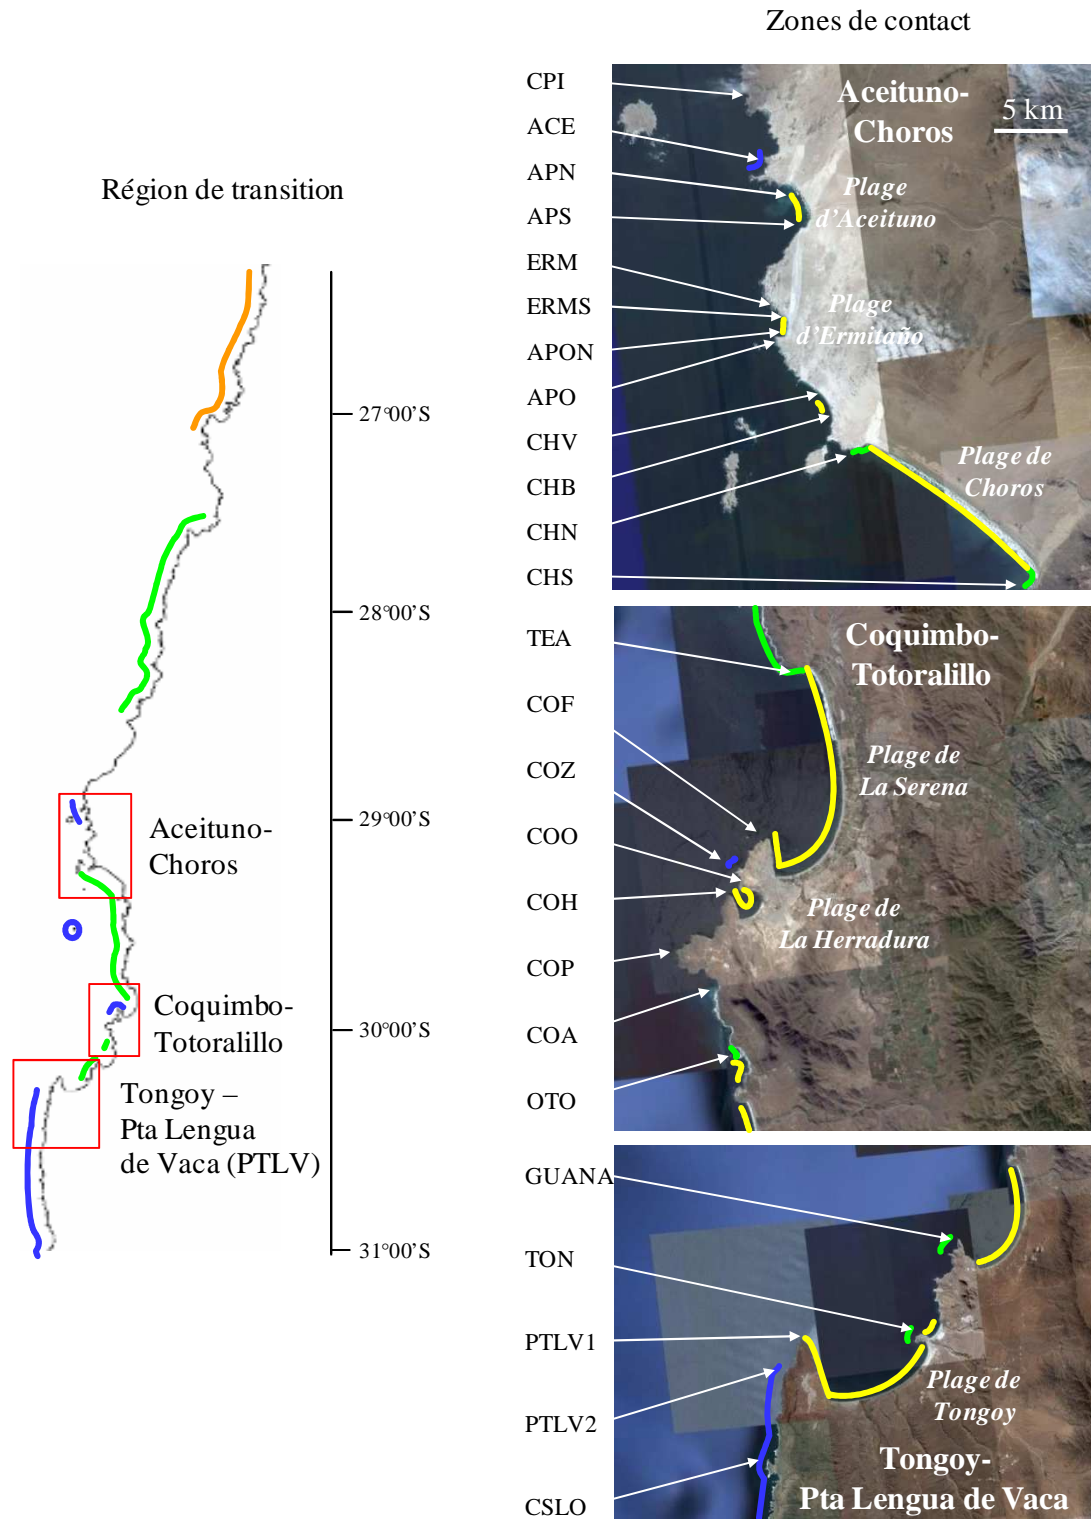 Zones de contact
Région de transition
27°00'S
28°00'S
29°00'S
30°00'S
31°00'S
Aceituno-
Choros
Coquimbo-
Totoralillo
Tongoy –
Pta Lengua
de Vaca (PTLV)
CPI
ACE
APN
APS
ERM
ERMS
APON
APO
CHV
CHB
CHN
CHS
TEA
COF
COZ
COO
COH
COP
COA
OTO
GUANA
TON
PTLV1
PTLV2
CSLO
Aceituno-
Choros
5 km
Plage
d'Aceituno
Plage
d'Ermitaño
Plage de
Choros
Coquimbo-
Totoralillo
Plage de
La Serena
Plage de
La Herradura
Plage de
Tongoy
Tongoy-
Pta Lengua de Vaca